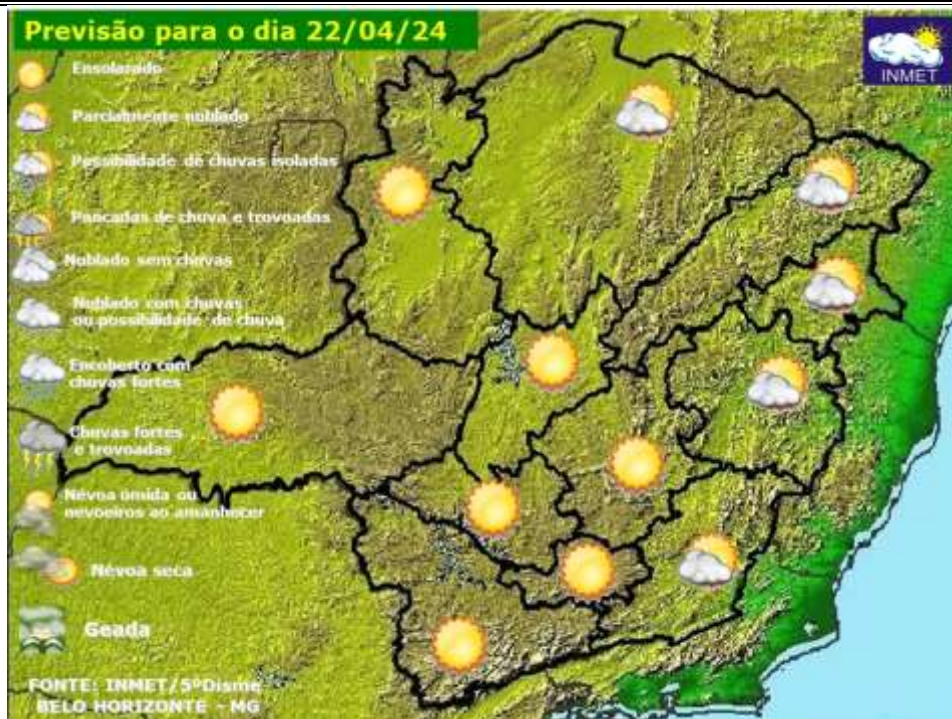 Previsão para o dia 22/04/24
INMET
Ensolarado
Parcialmente nublado
Possibilidade de chuvas isoladas
Pancadas de chuva e trovoadas
Nublado sem chuvas
Nublado com chuvas
ou possibilidade de chuva
Encoberto com
chuvas fortes
Chuvas fortes
e trovoadas
Névoa úmida ou
nevoeiros ao amanhecer
Névoa seca
Geada
FONTE: INMET/5ºDisme
BELO HORIZONTE - MG